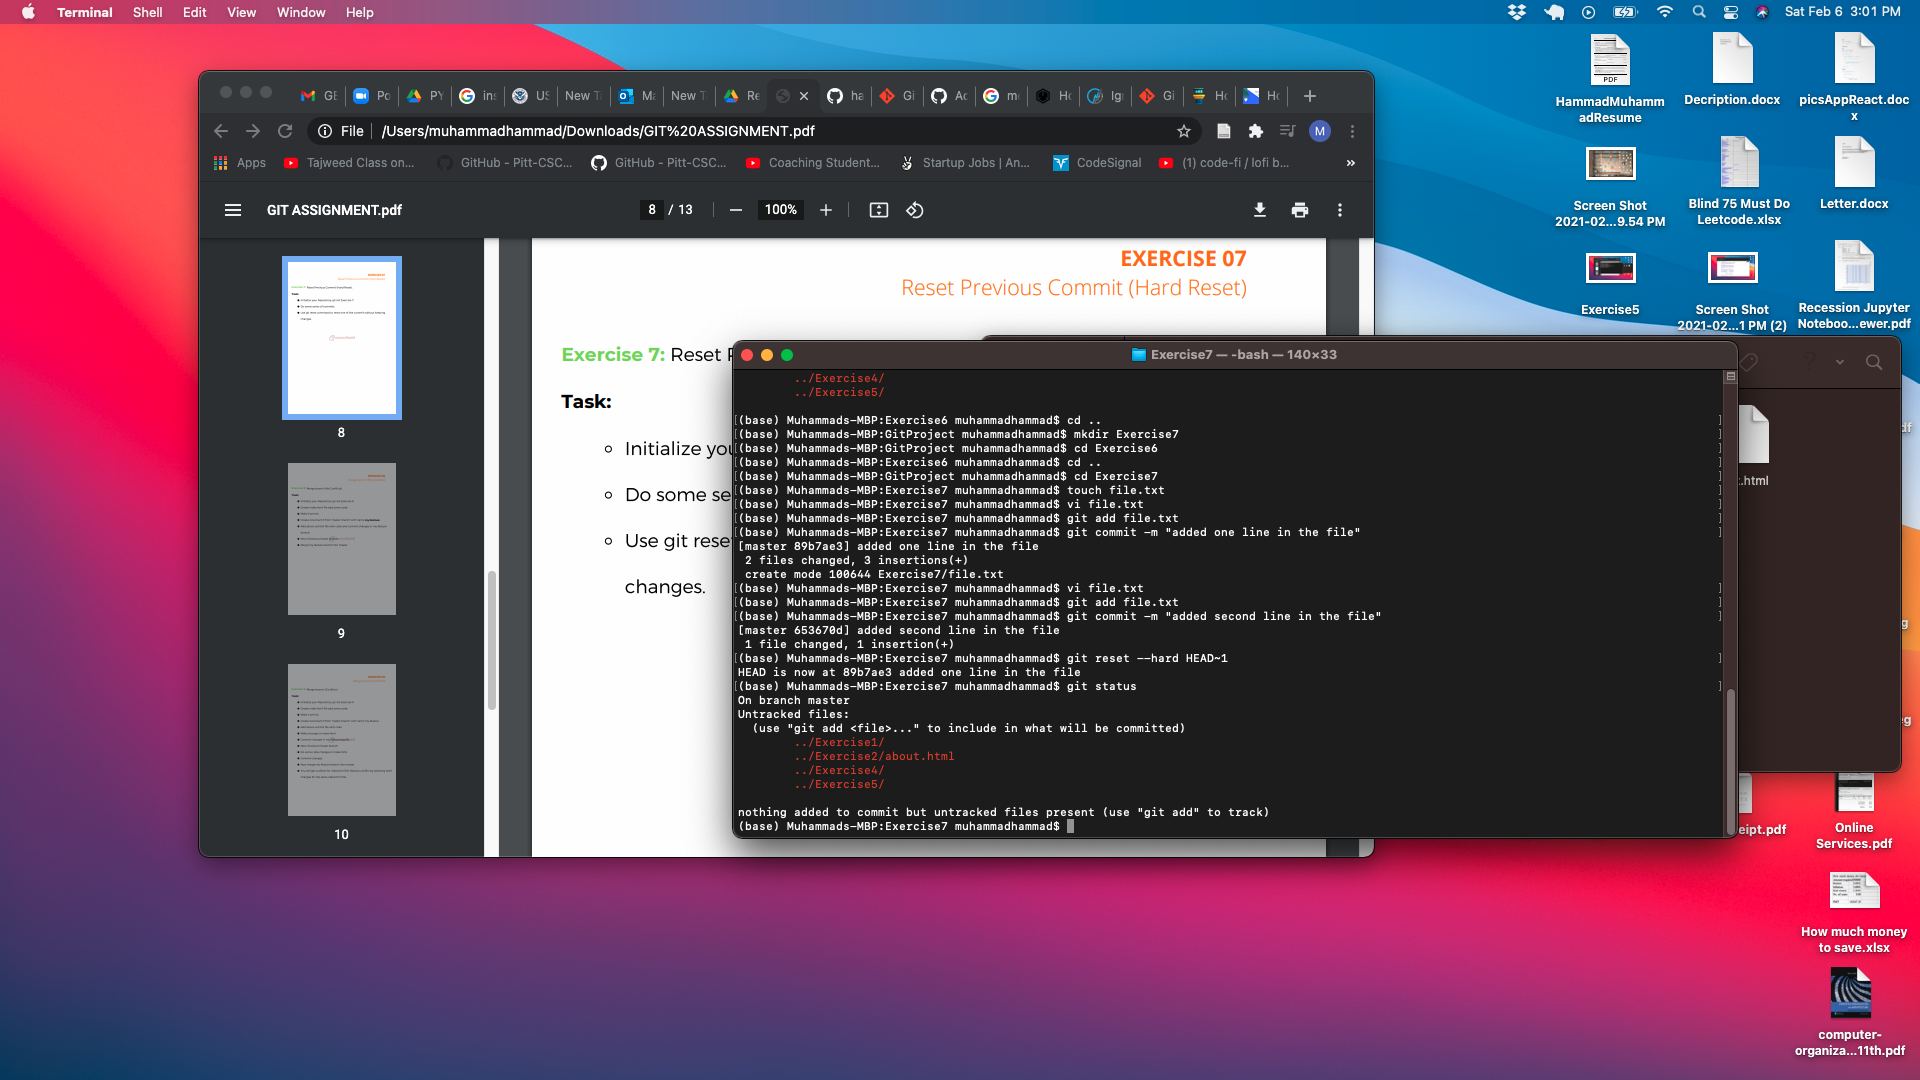 Terminal Shell Edit View Window Help
Sat Feb 6 3:01 PM
GE Po PY ins US New T Ma New T Re ha Gi Ac m Ho Ig Gi Ho Ho
File /Users/muhammadhammad/Downloads/GIT%20ASSIGNMENT.pdf
M
Apps Tajweed Class on... GitHub - Pitt-CSC... GitHub - Pitt-CSC... Coaching Student... Startup Jobs | An... CodeSignal (1) code-fi / lofi b... »
GIT ASSIGNMENT.pdf
8 / 13
100%
8
9
10
EXERCISE 07
Reset Previous Commit (Hard Reset)
Exercise 7: Reset
Task:
Initialize you
Do some se
Use git rese
changes.
Exercise7 — -bash — 140×33
../Exercise4/
../Exercise5/
(base) Muhammads-MBP:Exercise6 muhammadhammad$ cd ..
(base) Muhammads-MBP:GitProject muhammadhammad$ mkdir Exercise7
(base) Muhammads-MBP:GitProject muhammadhammad$ cd Exercise6
(base) Muhammads-MBP:Exercise6 muhammadhammad$ cd ..
(base) Muhammads-MBP:GitProject muhammadhammad$ cd Exercise7
(base) Muhammads-MBP:Exercise7 muhammadhammad$ touch file.txt
(base) Muhammads-MBP:Exercise7 muhammadhammad$ vi file.txt
(base) Muhammads-MBP:Exercise7 muhammadhammad$ git add file.txt
(base) Muhammads-MBP:Exercise7 muhammadhammad$ git commit -m "added one line in the file"
[master 89b7ae3] added one line in the file
2 files changed, 3 insertions(+)
create mode 100644 Exercise7/file.txt
(base) Muhammads-MBP:Exercise7 muhammadhammad$ vi file.txt
(base) Muhammads-MBP:Exercise7 muhammadhammad$ git add file.txt
(base) Muhammads-MBP:Exercise7 muhammadhammad$ git commit -m "added second line in the file"
[master 653670d] added second line in the file
1 file changed, 1 insertion(+)
(base) Muhammads-MBP:Exercise7 muhammadhammad$ git reset --hard HEAD~1
HEAD is now at 89b7ae3 added one line in the file
(base) Muhammads-MBP:Exercise7 muhammadhammad$ git status
On branch master
Untracked files:
(use "git add <file>..." to include in what will be committed)
../Exercise1/
../Exercise2/about.html
../Exercise4/
../Exercise5/
nothing added to commit but untracked files present (use "git add" to track)
(base) Muhammads-MBP:Exercise7 muhammadhammad$
PDF
HammadMuhamm
adResume
Decription.docx
picsAppReact.doc
x
Screen Shot
2021-02...9.54 PM
Blind 75 Must Do
Leetcode.xlsx
Letter.docx
Exercise5
Screen Shot
2021-02...1 PM (2)
Recession Jupyter
Noteboo...ewer.pdf
.html
eipt.pdf
Online
Services.pdf
How much money
to save.xlsx
computer-
organiza...11th.pdf